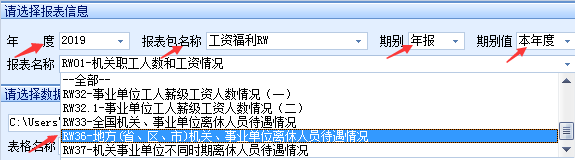 请选择报表信息
年 度 2019 报表包名称 工资福利RW 期别 年报 期别值 本年度
报表名称 RW01-机关职工人数和工资情况
--全部--
RW32-事业单位工人薪级工资人数情况（一）
请选择数据 RW32.1-事业单位工人薪级工资人数情况（二）
RW33-全国机关、事业单位离休人员待遇情况
C:\Users\ RW36-地方(省、区、市)机关、事业单位离休人员待遇情况
表格名称 RW37-机关事业单位不同时期离休人员待遇情况